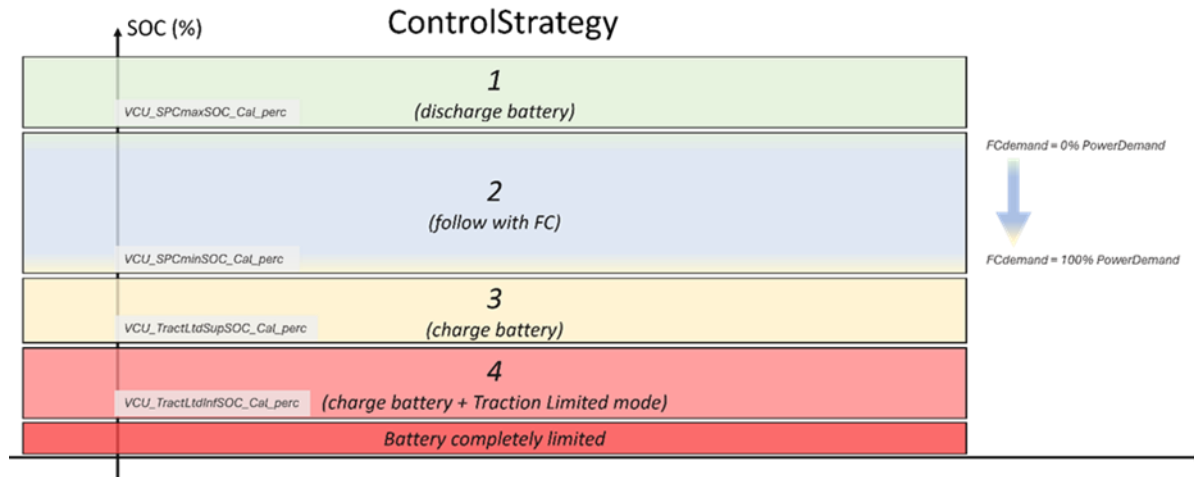 ControlStrategy
SOC (%)
1
(discharge battery)
VCU_SPCmaxSOC_Cal_perc
FCdemand = 0% PowerDemand
2
(follow with FC)
VCU_SPCminSOC_Cal_perc
FCdemand = 100% PowerDemand
3
(charge battery)
VCU_TractLtdSupSOC_Cal_perc
4
VCU_TractLtdInfSOC_Cal_perc
(charge battery + Traction Limited mode)
Battery completely limited